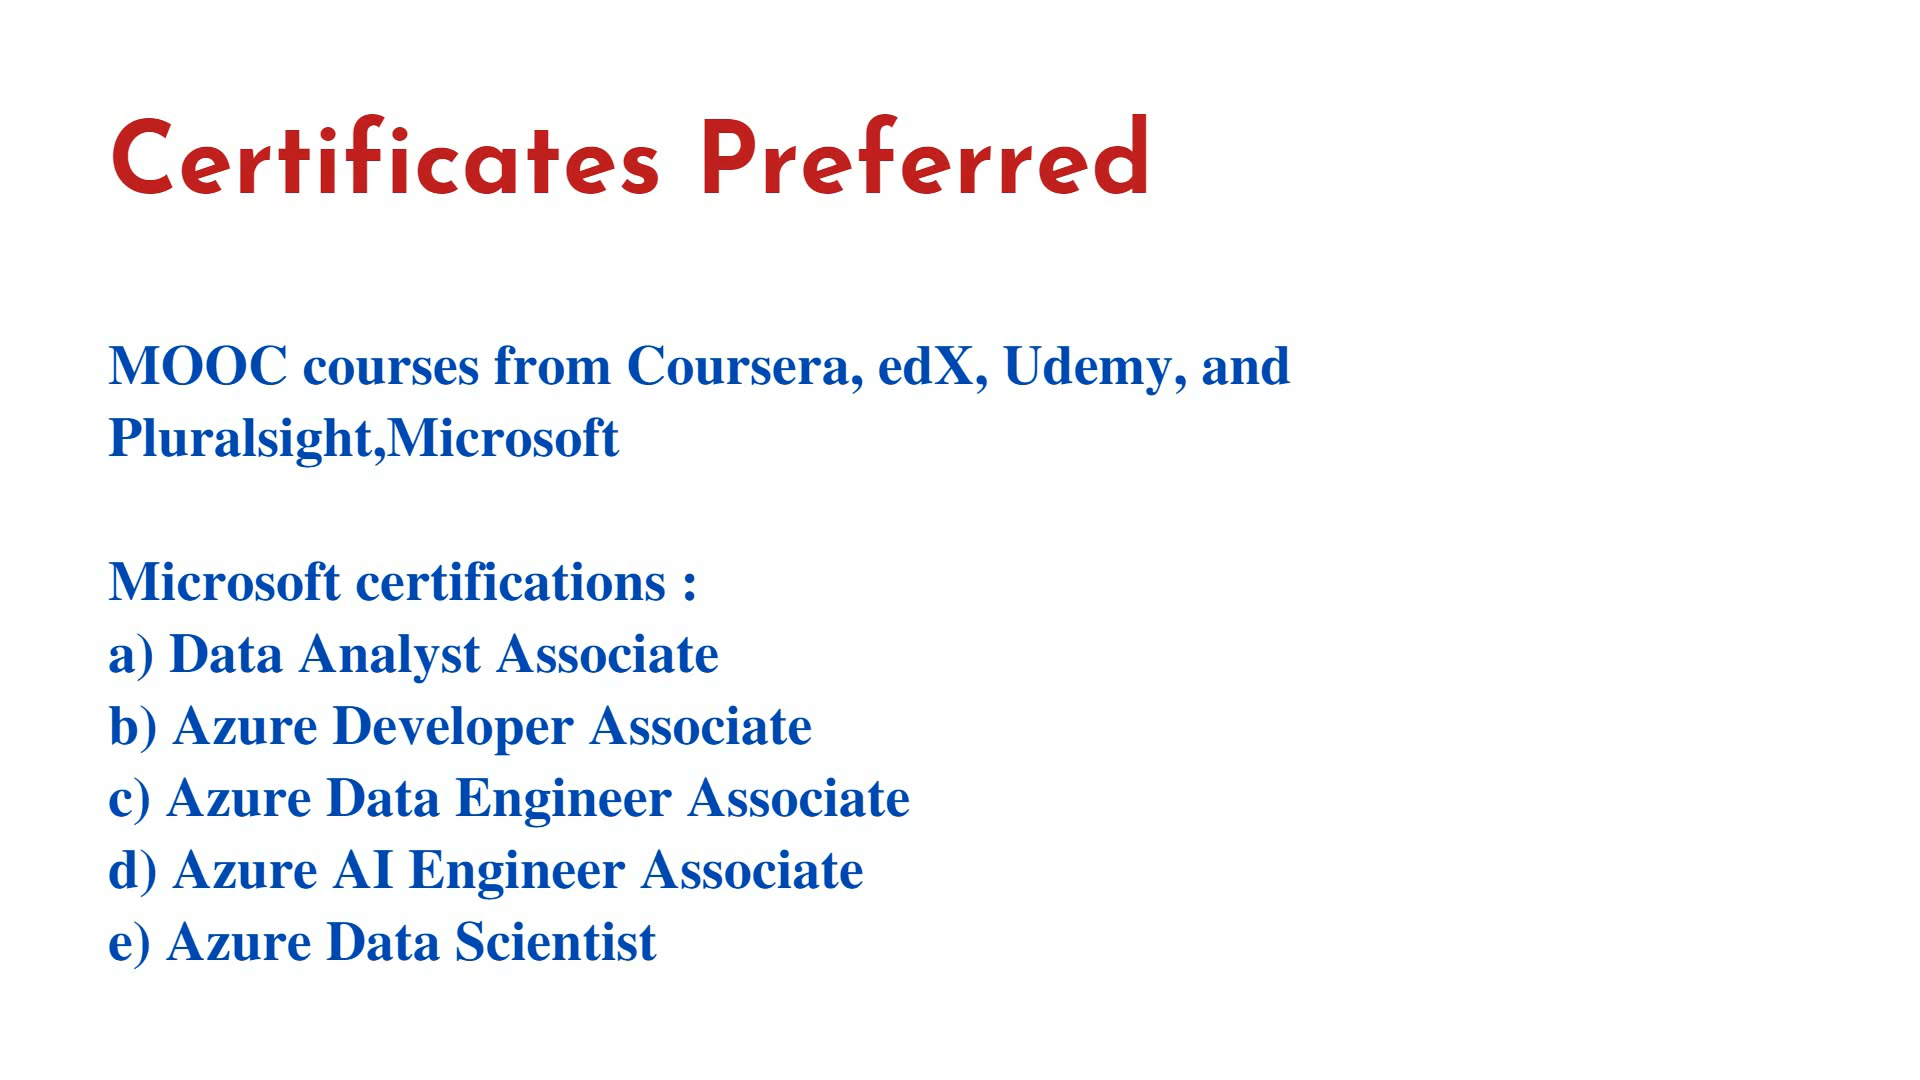 Certificates Preferred
MOOC courses from Coursera, edX, Udemy, and
Pluralsight,Microsoft
Microsoft certifications :
a) Data Analyst Associate
b) Azure Developer Associate
c) Azure Data Engineer Associate
d) Azure AI Engineer Associate
e) Azure Data Scientist